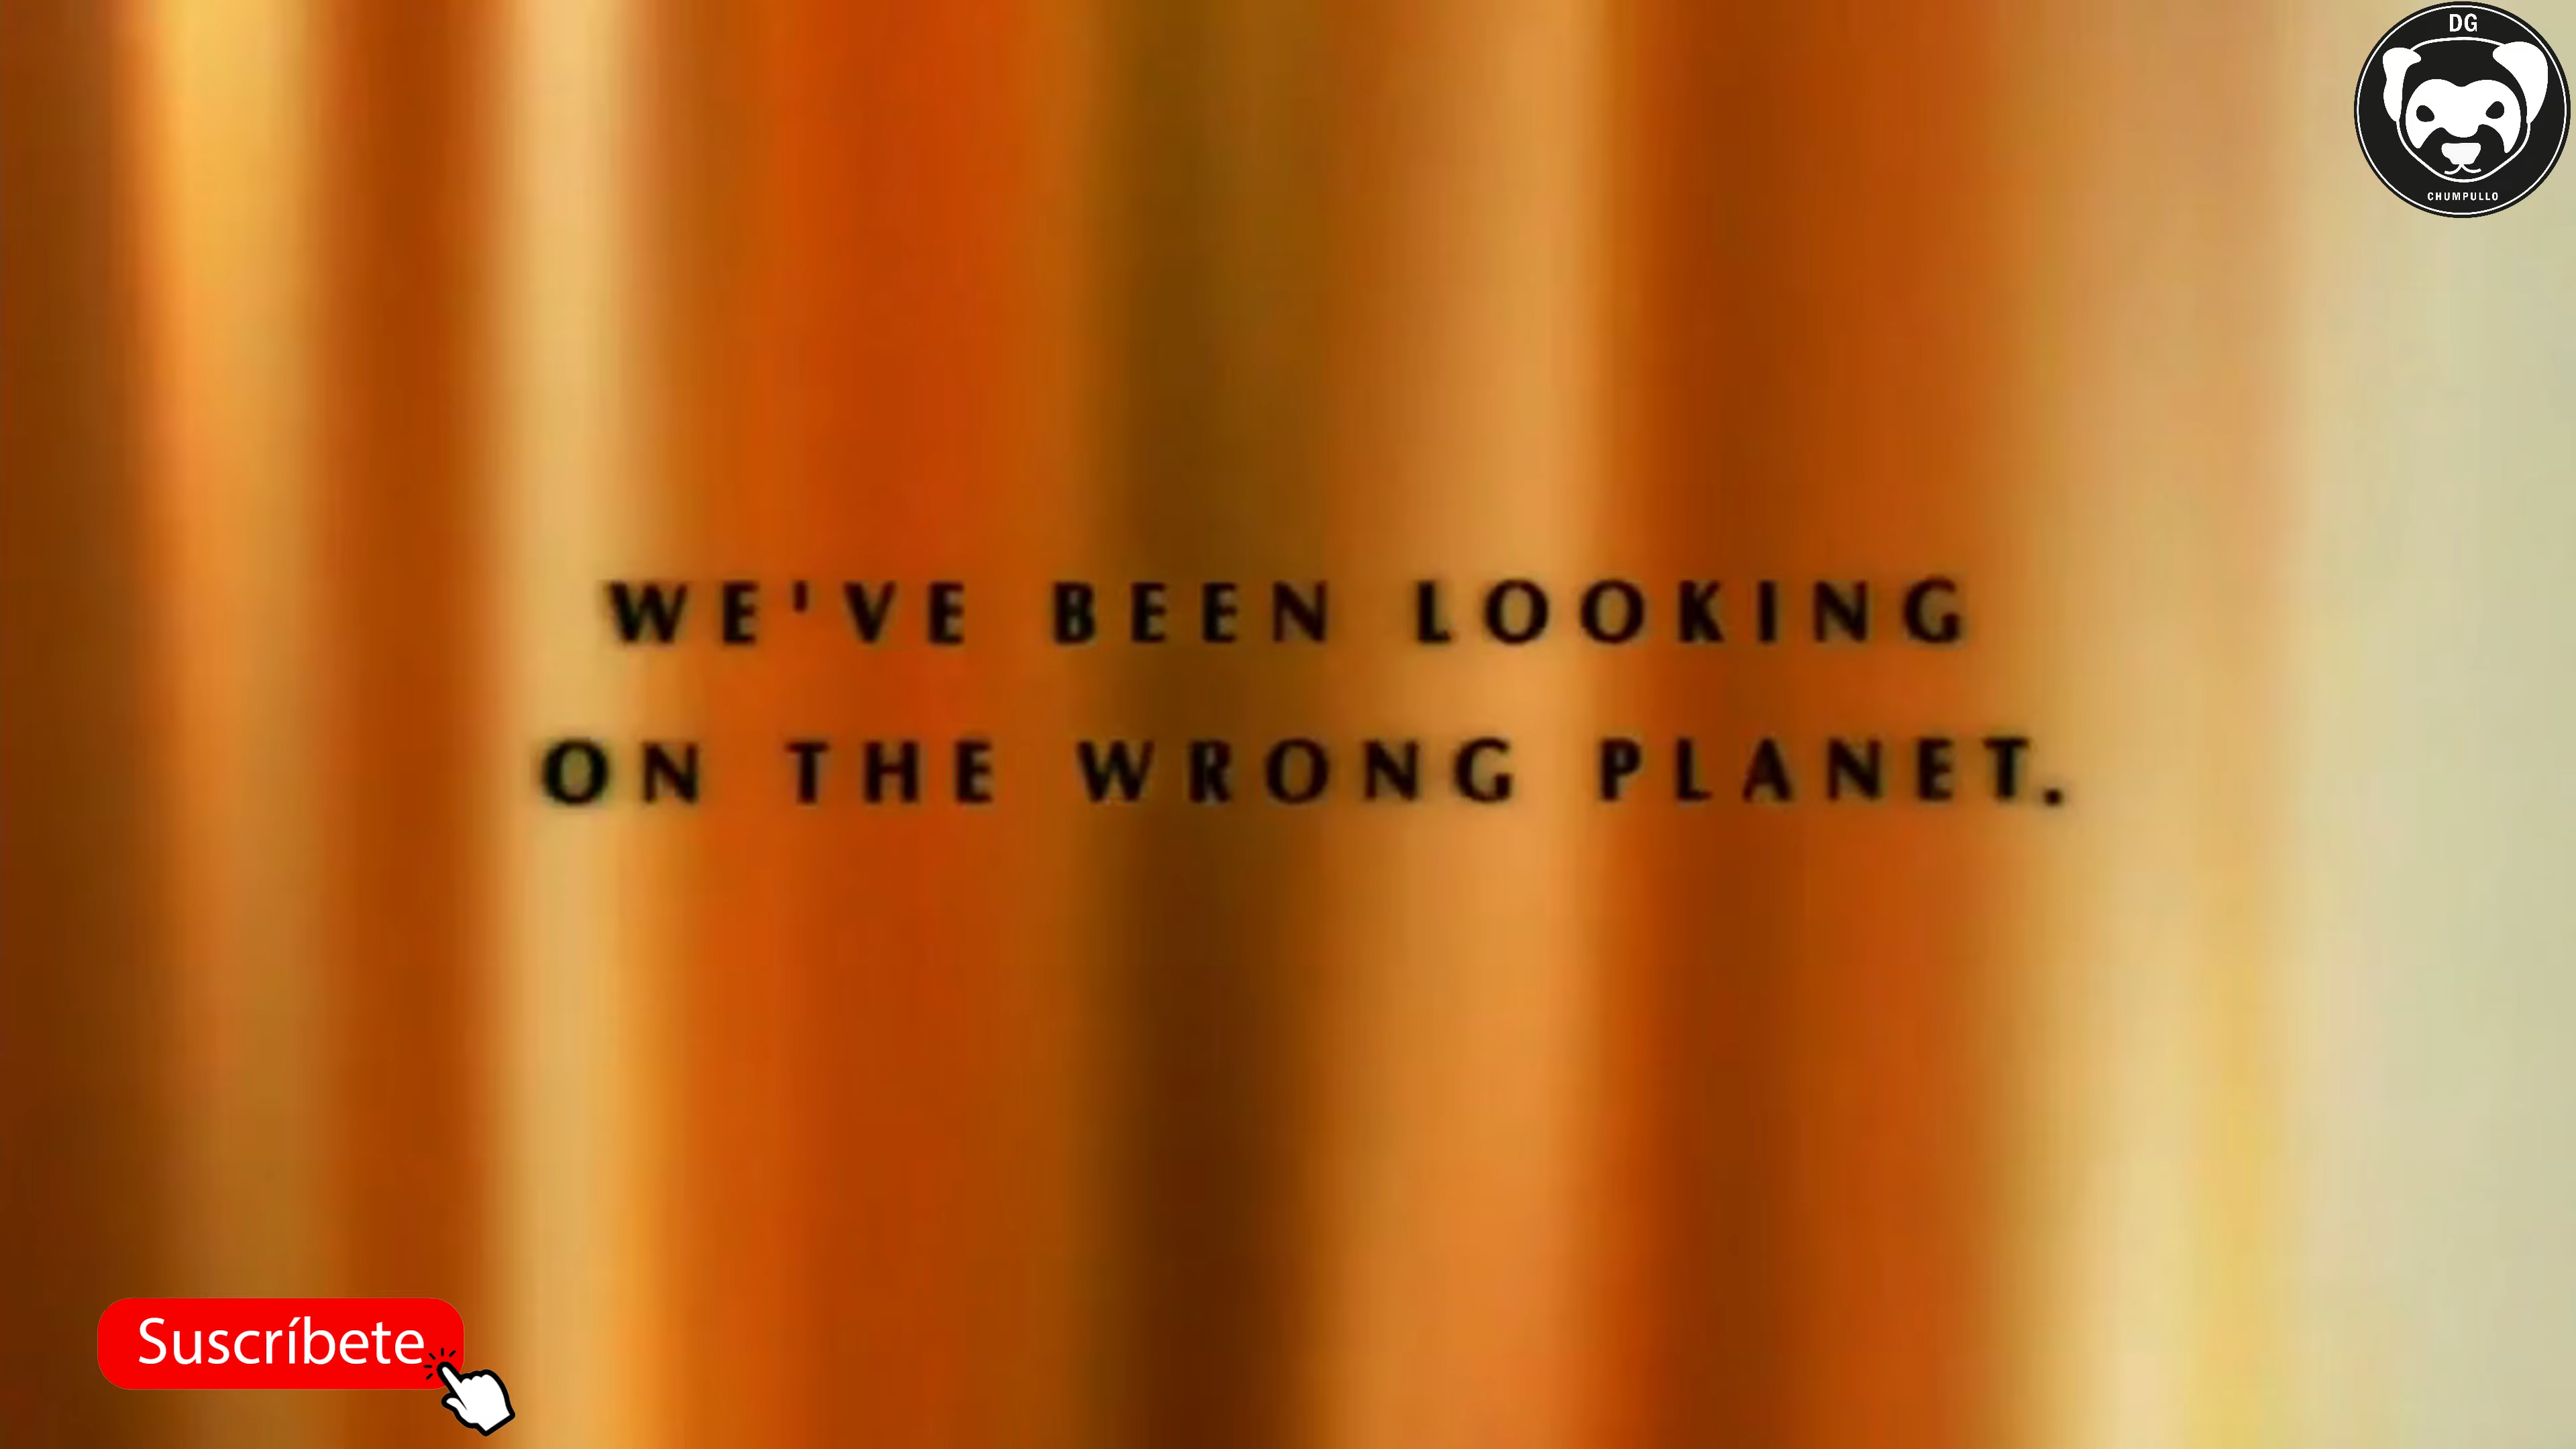 DG
CHUMPULLO
WE'VE BEEN LOOKING
ON THE WRONG PLANET.
Suscríbete